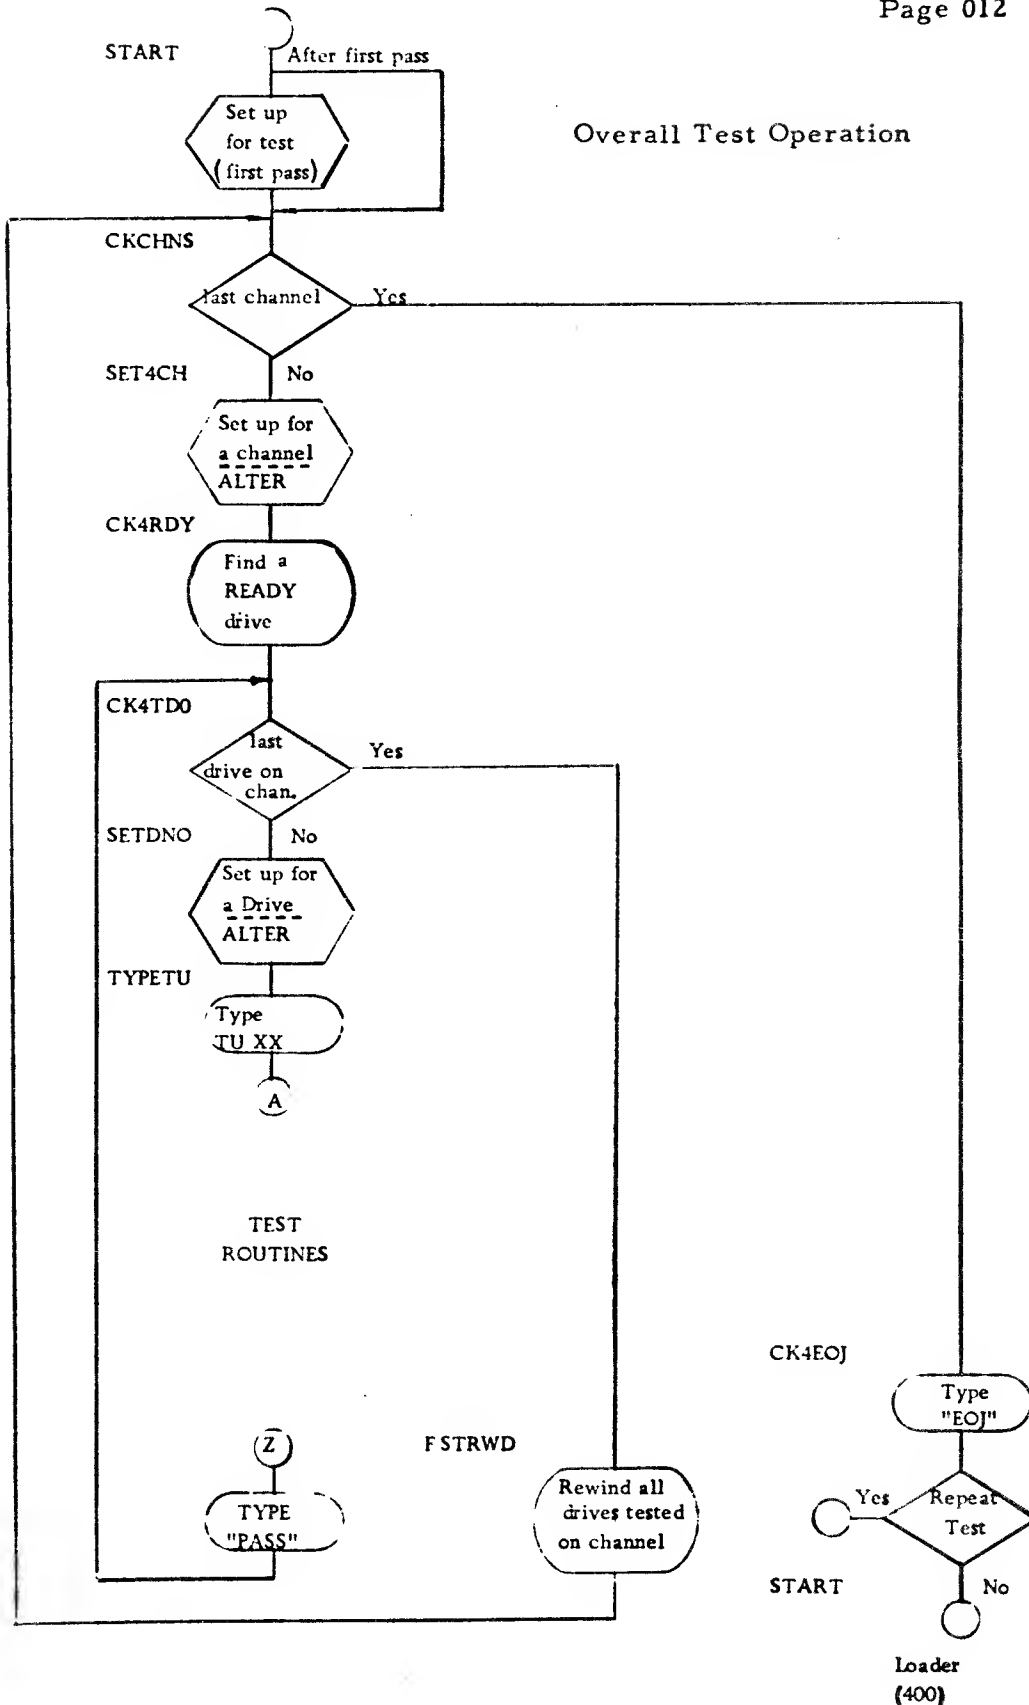 Page 012
START
After first pass
Set up
for test
(first pass)
Overall Test Operation
CKCHNS
last channel
Yes
SET4CH
No
Set up for
a channel
ALTER
CK4RDY
Find a
READY
drive
CK4TD0
last
drive on
chan.
Yes
SETDNO
No
Set up for
a Drive
ALTER
TYPETU
Type
TU XX
A
TEST
ROUTINES
CK4EOJ
Type
"EOJ"
Z
FSTRWD
TYPE
"PASS"
Rewind all
drives tested
on channel
Yes
Repeat
Test
START
No
Loader
(400)